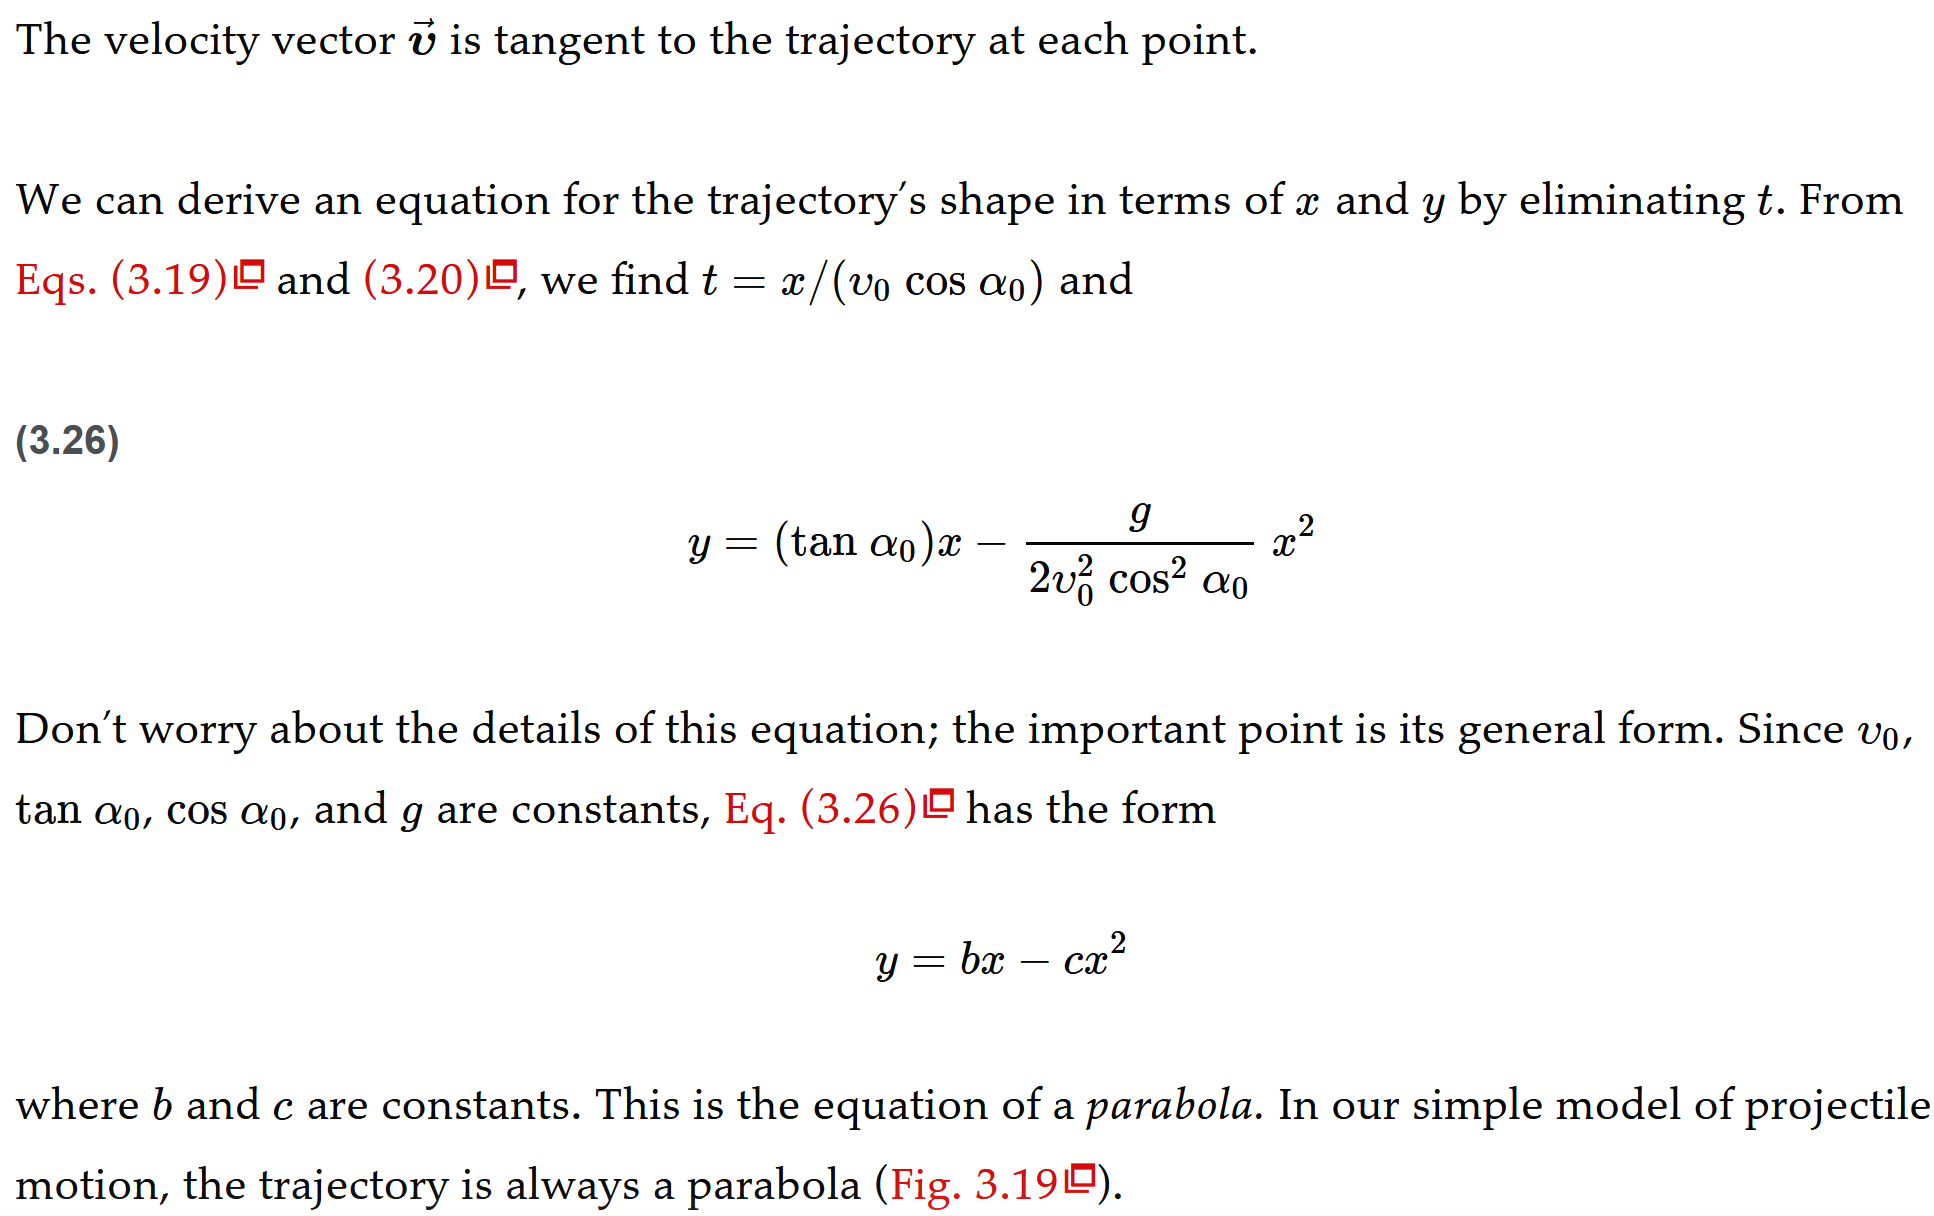 The velocity vector $\vec{v}$ is tangent to the trajectory at each point.
We can derive an equation for the trajectory's shape in terms of $x$ and $y$ by eliminating $t$. From
Eqs. (3.19) and (3.20), we find $t = x/(v_0 \cos \alpha_0)$ and
(3.26)
$y = (\tan \alpha_0)x - \frac{g}{2v_0^2 \cos^2 \alpha_0} x^2$
Don't worry about the details of this equation; the important point is its general form. Since $v_0$,
$\tan \alpha_0$, $\cos \alpha_0$, and $g$ are constants, Eq. (3.26) has the form
$y = bx - cx^2$
where $b$ and $c$ are constants. This is the equation of a parabola. In our simple model of projectile
motion, the trajectory is always a parabola (Fig. 3.19).